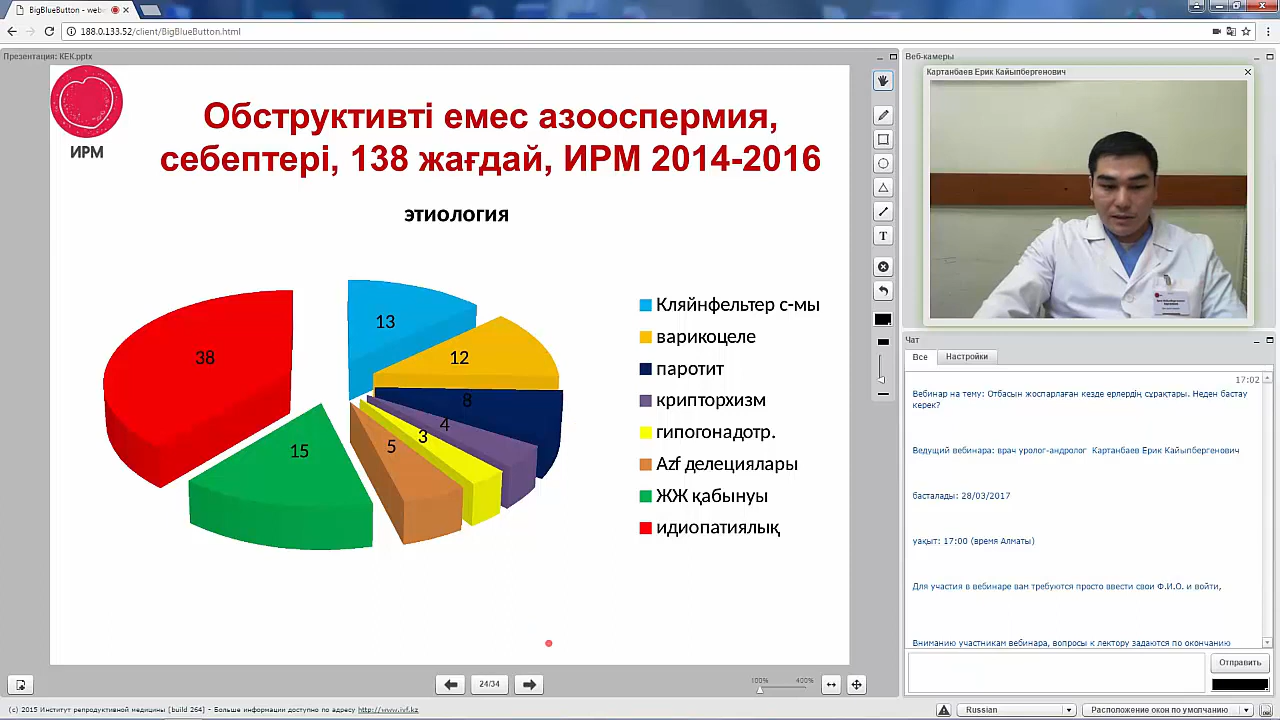 BigBlueButton - web
188.0.133.52/client/BigBlueButton.html
Презентация: КЕК.pptx
ИРМ
Обструктивті емес азооспермия,
себептері, 138 жағдай, ИРМ 2014-2016
этиология
13
12
8
4
3
5
15
38
Кляйнфельтер с-мы
варикоцеле
паротит
крипторхизм
гипогонадотр.
Azf делециялары
ЖЖ қабынуы
идиопатиялық
T
24/34
100%
400%
Веб-камеры
Картанбаев Ерик Кайыпбергенович
Чат
Все
Настройки
17:02
Вебинар на тему: Отбасын жоспарлаған кезде ерлердің сұрактары. Неден бастау
керек?
Ведущий вебинара: врач уролог-андролог Картанбаев Ерик Кайыпбергенович
басталады: 28/03/2017
уақыт: 17:00 (время Алматы)
Для участия в вебинаре вам требуются просто ввести свои Ф.И.О. и войти,
Вниманию участникам вебинара, вопросы к лектору задаются по окончанию
Отправить
(c) 2015 Институт репродуктивной медицины [build 264] - Больше информации доступно по адресу http://www.ivf.kz
Russian
Расположение окон по умолчанию